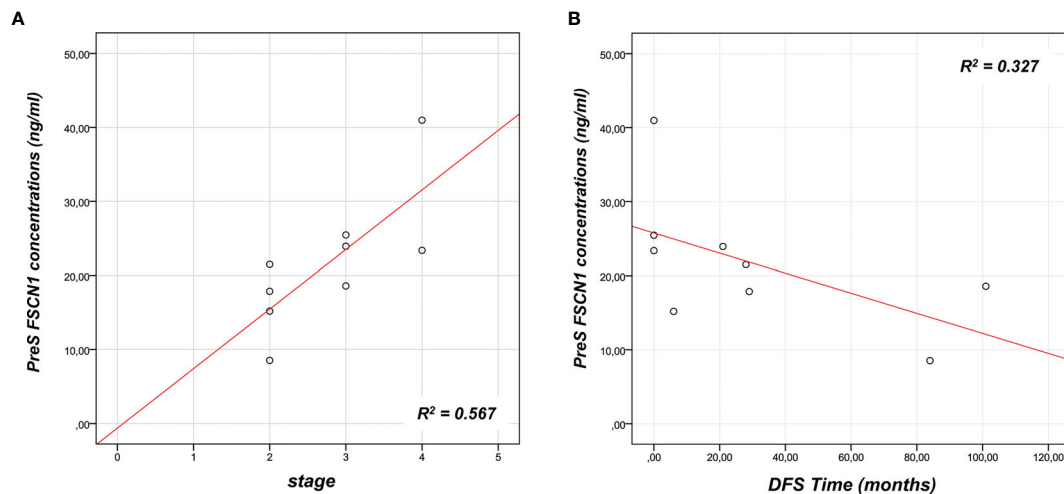 A
PreS FSCN1 concentrations (ng/ml)
50,00
40,00
30,00
20,00
10,00
,00
R² = 0.567
0 1 2 3 4 5
stage
B
PreS FSCN1 concentrations (ng/ml)
50,00
40,00
30,00
20,00
10,00
,00
R² = 0.327
,00 20,00 40,00 60,00 80,00 100,00 120,00
DFS Time (months)